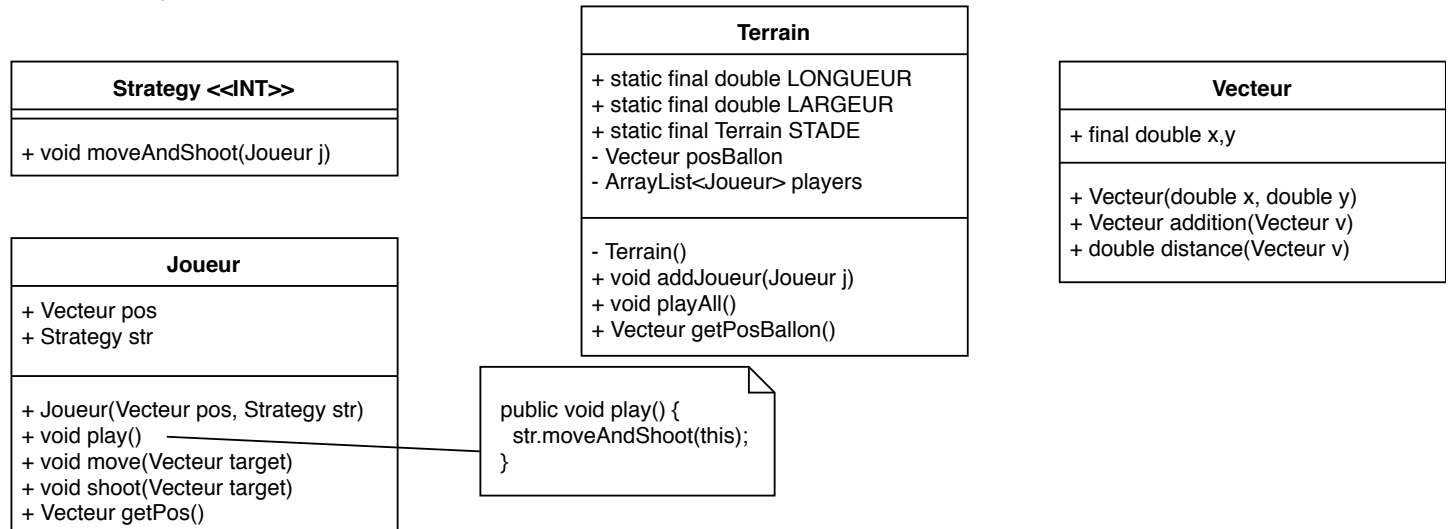 Strategy <<INT>>
+ void moveAndShoot(Joueur j)
Joueur
+ Vecteur pos
+ Strategy str
+ Joueur(Vecteur pos, Strategy str)
+ void play()
+ void move(Vecteur target)
+ void shoot(Vecteur target)
+ Vecteur getPos()
public void play() {
str.moveAndShoot(this);
}
Terrain
+ static final double LONGUEUR
+ static final double LARGEUR
+ static final Terrain STADE
- Vecteur posBallon
- ArrayList<Joueur> players
- Terrain()
+ void addJoueur(Joueur j)
+ void playAll()
+ Vecteur getPosBallon()
Vecteur
+ final double x,y
+ Vecteur(double x, double y)
+ Vecteur addition(Vecteur v)
+ double distance(Vecteur v)